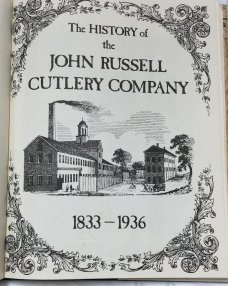 The HISTORY of
the
JOHN RUSSELL
CUTLERY COMPANY
1833-1936